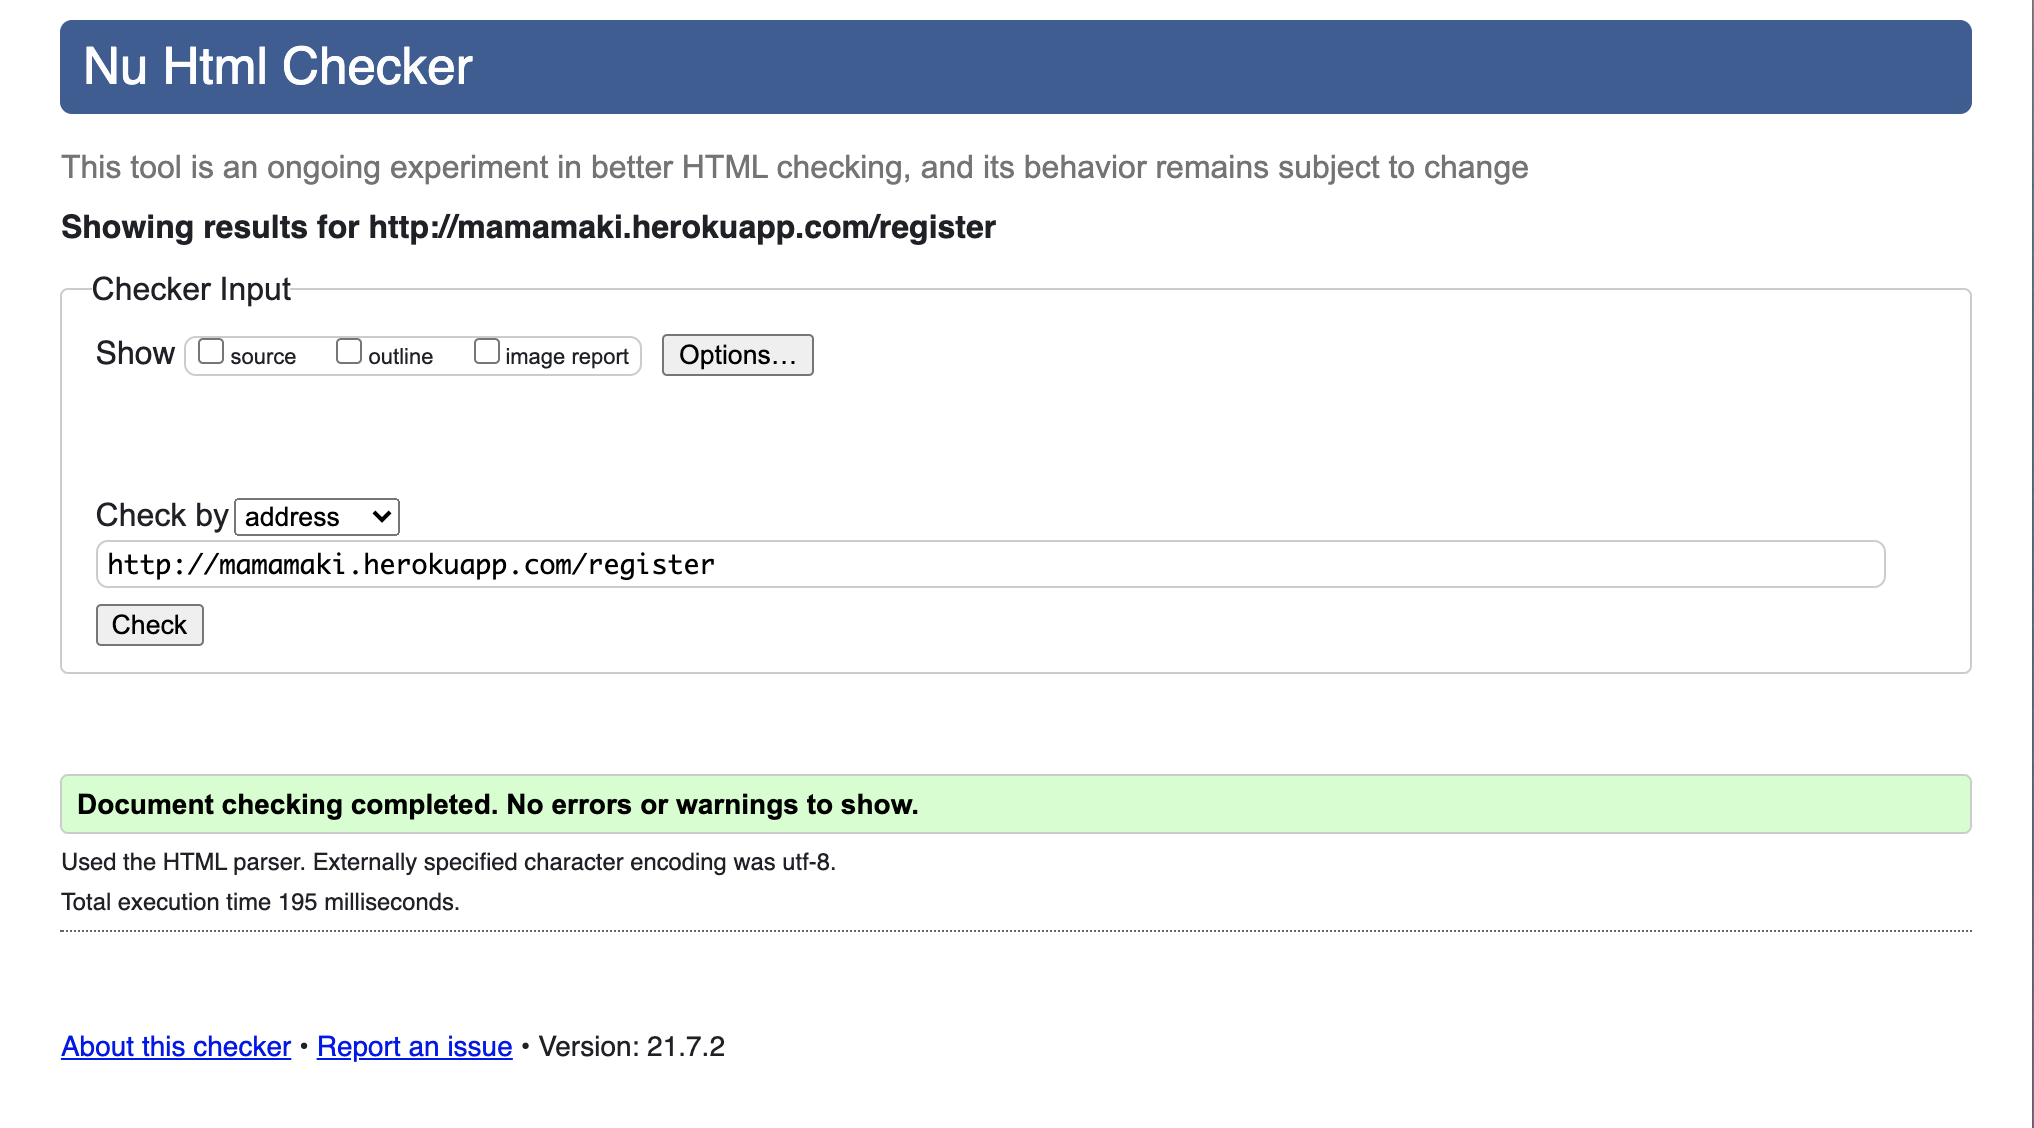 Nu Html Checker
This tool is an ongoing experiment in better HTML checking, and its behavior remains subject to change
Showing results for http://mamamaki.herokuapp.com/register
Checker Input
Show source outline image report Options…
Check by address
http://mamamaki.herokuapp.com/register
Check
Document checking completed. No errors or warnings to show.
Used the HTML parser. Externally specified character encoding was utf-8.
Total execution time 195 milliseconds.
About this checker • Report an issue • Version: 21.7.2